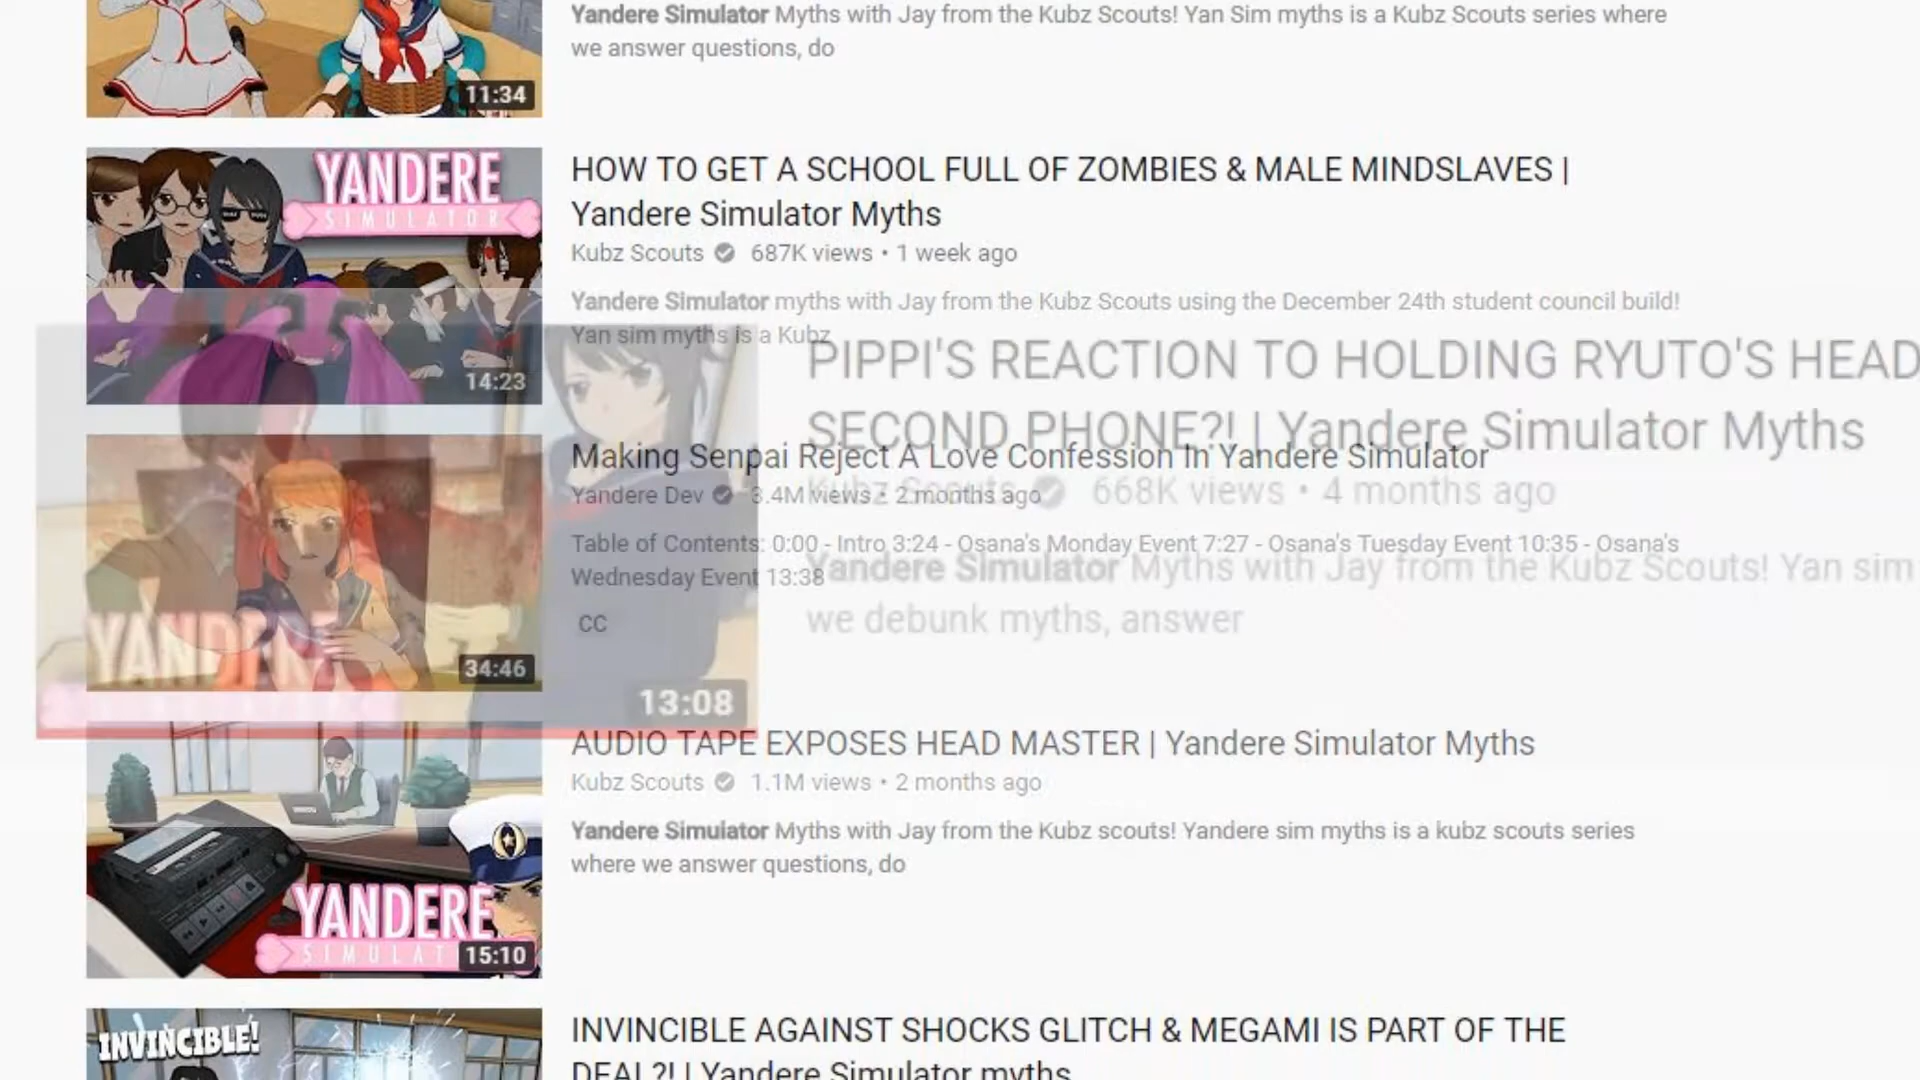 Yandere Simulator Myths with Jay from the Kubz Scouts! Yan Sim myths is a Kubz Scouts series where
we answer questions, do
11:34
YANDERE
SIMULATOR
14:23
HOW TO GET A SCHOOL FULL OF ZOMBIES & MALE MINDSLAVES |
Yandere Simulator Myths
Kubz Scouts 687K views • 1 week ago
Yandere Simulator myths with Jay from the Kubz Scouts using the December 24th student council build!
Yan sim myths is a Kubz
PIPPI'S REACTION TO HOLDING RYUTO'S HEAD
SECOND PHONE?! | Yandere Simulator Myths
Kubz Scouts 668K views • 4 months ago
Yandere Simulator Myths with Jay from the Kubz Scouts! Yan sim
we debunk myths, answer
YANDERE
13:08
34:46
Making Senpai Reject A Love Confession In Yandere Simulator
Yandere Dev 3.4M views • 2 months ago
Table of Contents: 0:00 - Intro 3:24 - Osana's Monday Event 7:27 - Osana's Tuesday Event 10:35 - Osana's
Wednesday Event 13:38
CC
AUDIO TAPE EXPOSES HEAD MASTER | Yandere Simulator Myths
Kubz Scouts 1.1M views • 2 months ago
Yandere Simulator Myths with Jay from the Kubz scouts! Yandere sim myths is a kubz scouts series
where we answer questions, do
YANDERE
SIMULAT
15:10
INVINCIBLE!
INVINCIBLE AGAINST SHOCKS GLITCH & MEGAMI IS PART OF THE
DEAL?! | Yandere Simulator myths